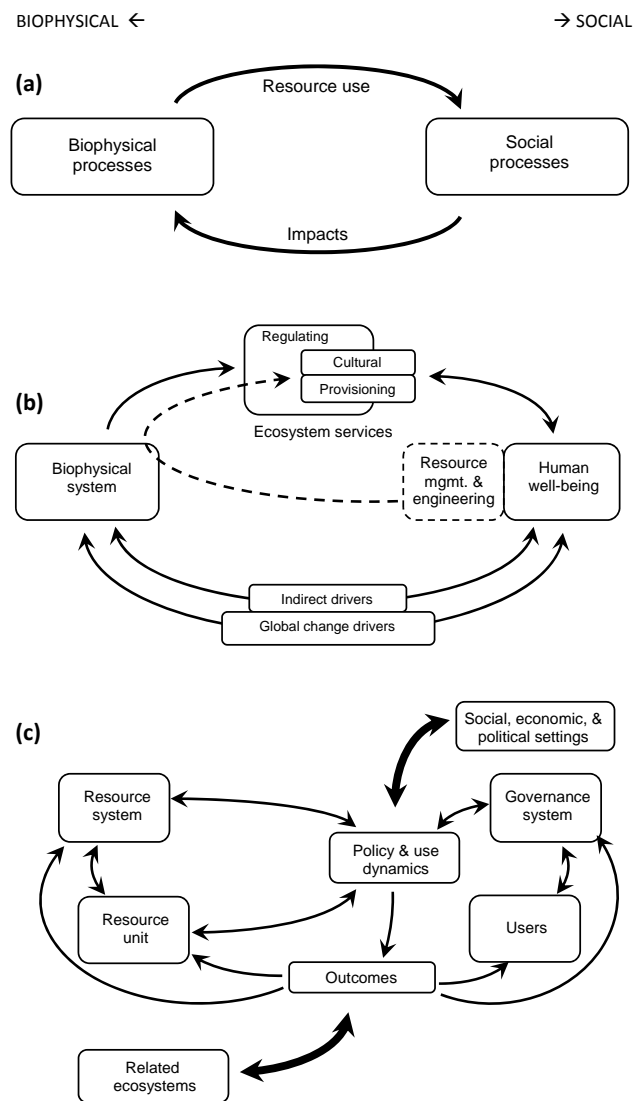 BIOPHYSICAL ← → SOCIAL
(a)
Resource use
Biophysical
processes
Social
processes
Impacts
Regulating
Cultural
Provisioning
(b)
Ecosystem services
Biophysical
system
Resource
mgmt. &
engineering
Human
well-being
Indirect drivers
Global change drivers
(c)
Social, economic, &
political settings
Resource
system
Governance
system
Policy & use
dynamics
Resource
unit
Users
Outcomes
Related
ecosystems